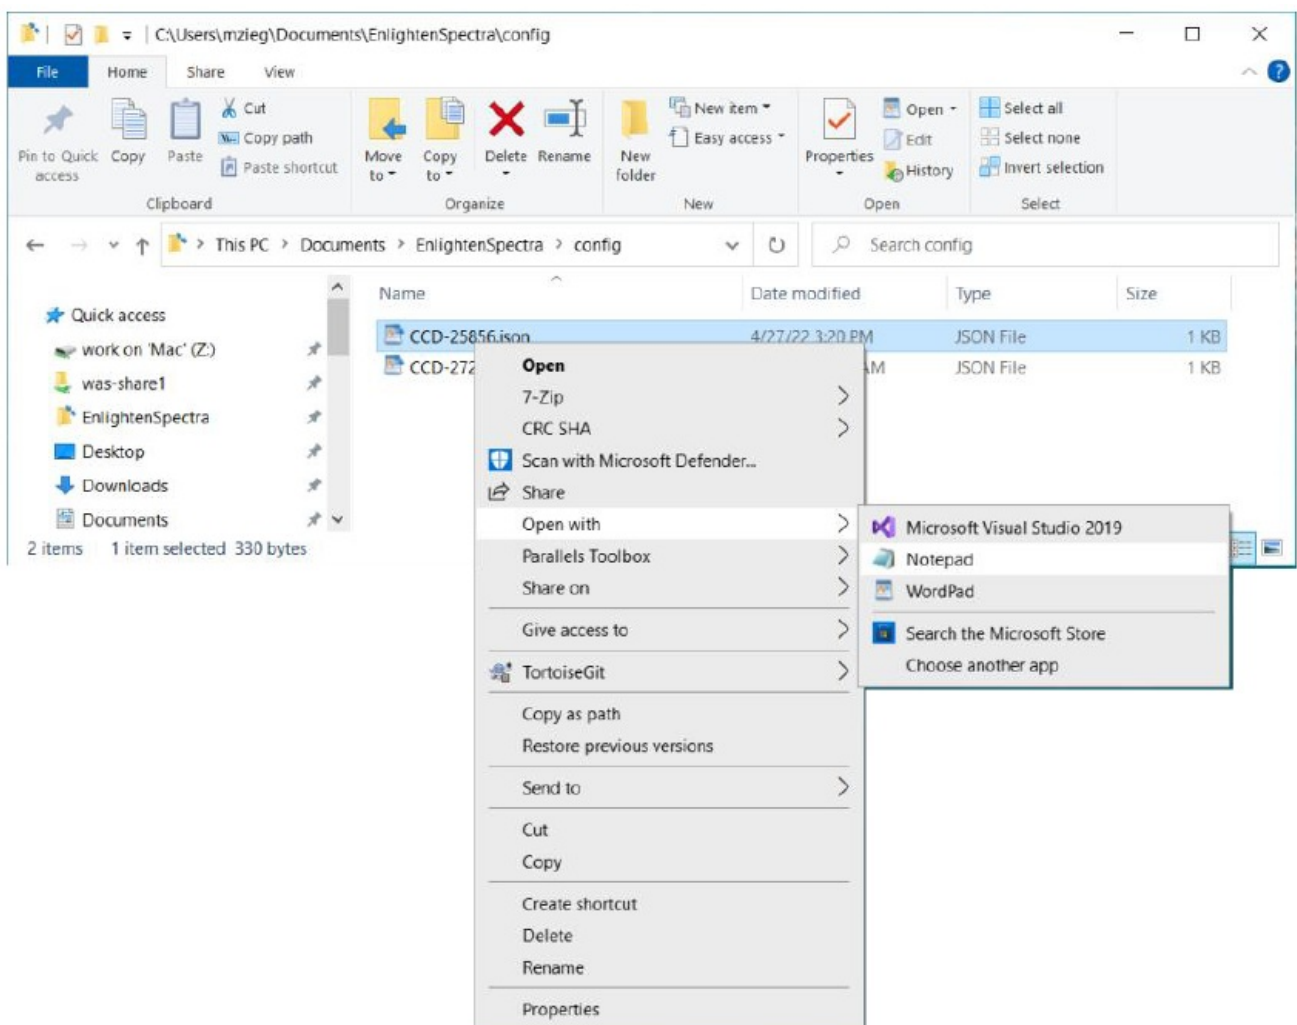 C:\Users\mzieg\Documents\EnlightenSpectra\config
File Home Share View
Pin to Quick access
Copy
Paste
Cut
Copy path
Paste shortcut
Clipboard
Move to
Copy to
Delete
Rename
Organize
New folder
New item
Easy access
New
Properties
Open
Edit
History
Open
Select all
Select none
Invert selection
Select
This PC > Documents > EnlightenSpectra > config
Search config
Name Date modified Type Size
Quick access
work on 'Mac' (Z:)
was-share1
EnlightenSpectra
Desktop
Downloads
Documents
CCD-25856.json 4/27/22 3:20 PM JSON File 1 KB
CCD-272 AM JSON File 1 KB
2 items 1 item selected 330 bytes
Open
7-Zip
CRC SHA
Scan with Microsoft Defender...
Share
Open with
Parallels Toolbox
Share on
Give access to
TortoiseGit
Copy as path
Restore previous versions
Send to
Cut
Copy
Create shortcut
Delete
Rename
Properties
Microsoft Visual Studio 2019
Notepad
WordPad
Search the Microsoft Store
Choose another app